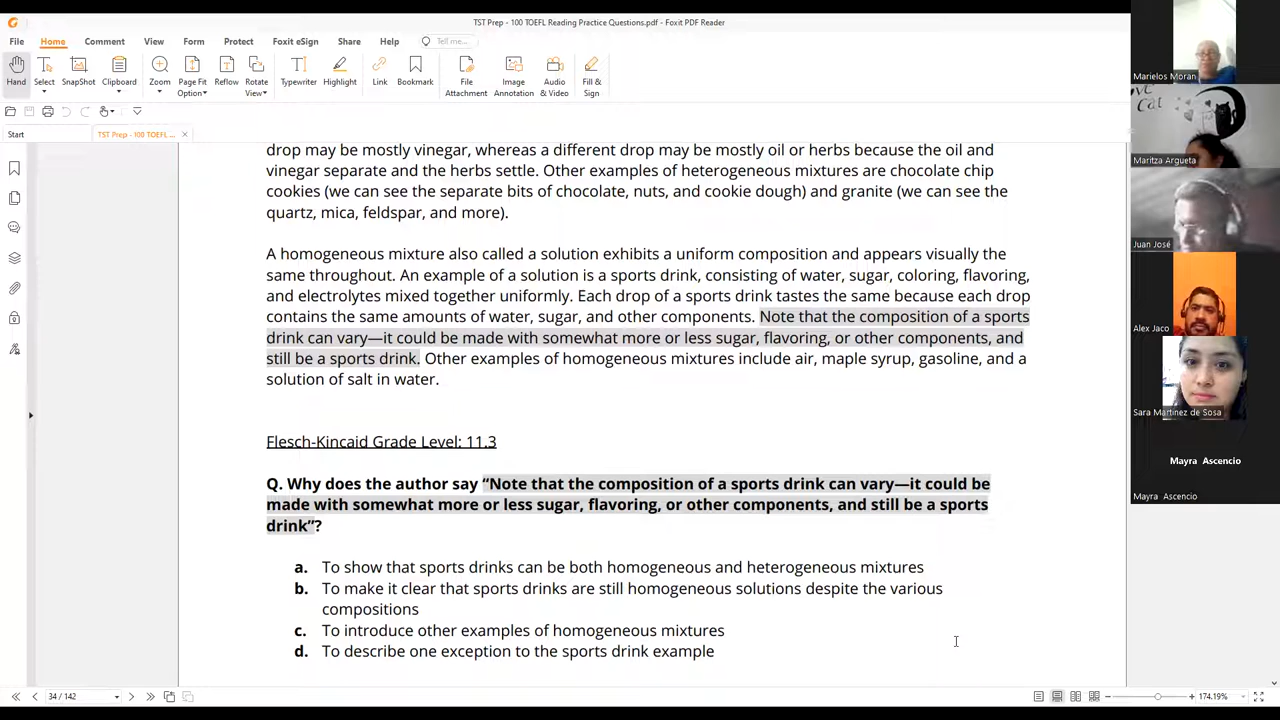 TST Prep - 100 TOEFL Reading Practice Questions.pdf - Foxit PDF Reader
File Home Comment View Form Protect Foxit eSign Share Help Tell me...
Hand Select SnapShot Clipboard Zoom Page Fit Option Reflow Rotate View Typewriter Highlight Link Bookmark File Attachment Image Annotation Audio & Video Fill & Sign
Start TST Prep - 100 TOEFL ...
drop may be mostly vinegar, whereas a different drop may be mostly oil or herbs because the oil and
vinegar separate and the herbs settle. Other examples of heterogeneous mixtures are chocolate chip
cookies (we can see the separate bits of chocolate, nuts, and cookie dough) and granite (we can see the
quartz, mica, feldspar, and more).
A homogeneous mixture also called a solution exhibits a uniform composition and appears visually the
same throughout. An example of a solution is a sports drink, consisting of water, sugar, coloring, flavoring,
and electrolytes mixed together uniformly. Each drop of a sports drink tastes the same because each drop
contains the same amounts of water, sugar, and other components. Note that the composition of a sports
drink can vary—it could be made with somewhat more or less sugar, flavoring, or other components, and
still be a sports drink. Other examples of homogeneous mixtures include air, maple syrup, gasoline, and a
solution of salt in water.
Flesch-Kincaid Grade Level: 11.3
Q. Why does the author say “Note that the composition of a sports drink can vary—it could be
made with somewhat more or less sugar, flavoring, or other components, and still be a sports
drink”?
a. To show that sports drinks can be both homogeneous and heterogeneous mixtures
b. To make it clear that sports drinks are still homogeneous solutions despite the various
compositions
c. To introduce other examples of homogeneous mixtures
d. To describe one exception to the sports drink example
34 / 142
174.19%
Marielos Moran
cat
Maritza Argueta
Juan José
Alex Jaco
Sara Martinez de Sosa
Mayra Ascencio
Mayra Ascencio